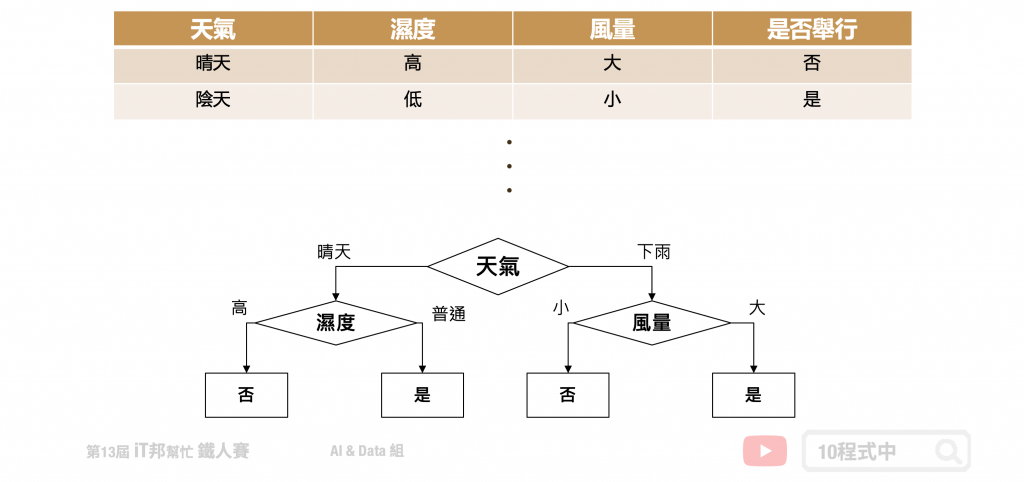 天氣 濕度 風量 是否舉行
晴天 高 大 否
陰天 低 小 是
晴天 天氣 下雨
高 濕度 普通 小 風量 大
否 是 否 是
第13屆 iT邦幫忙 鐵人賽 AI & Data 組 10程式中